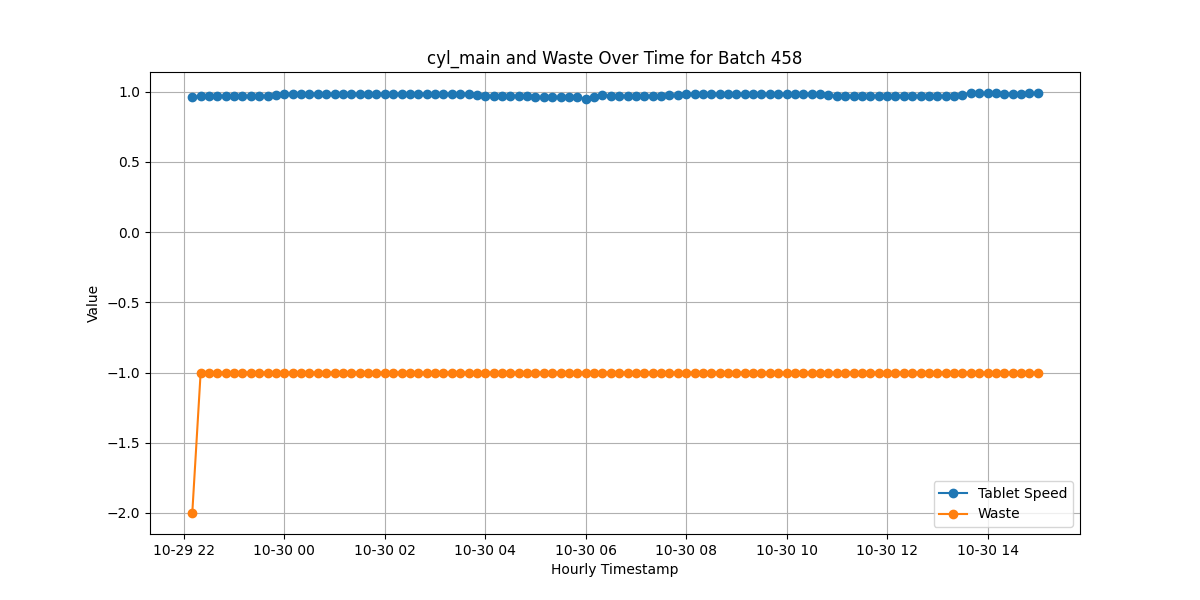 cyl_main and Waste Over Time for Batch 458
1.0
0.5
0.0
−0.5
−1.0
−1.5
−2.0
Value
Tablet Speed
Waste
10-29 22 10-30 00 10-30 02 10-30 04 10-30 06 10-30 08 10-30 10 10-30 12 10-30 14
Hourly Timestamp